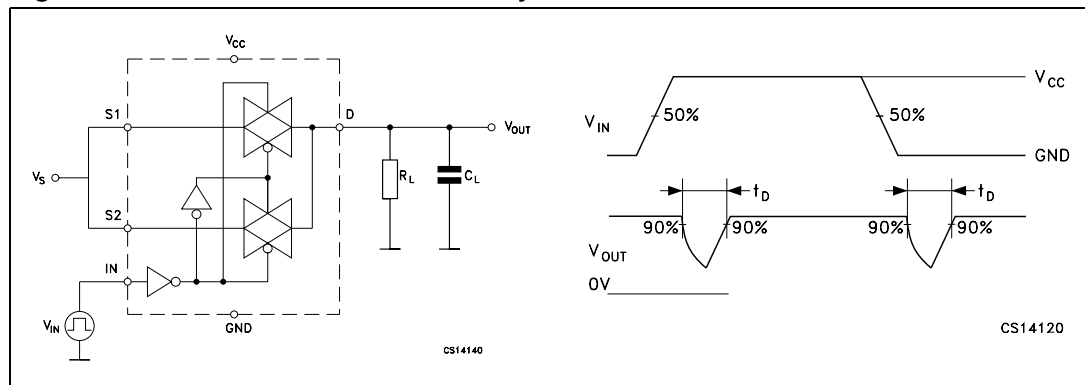 VCC
S1
D
VOUT
VS
RL
CL
S2
IN
VIN
GND
CS14140
VCC
50%
50%
VIN
GND
tD
tD
90%
90%
90%
90%
VOUT
0V
CS14120